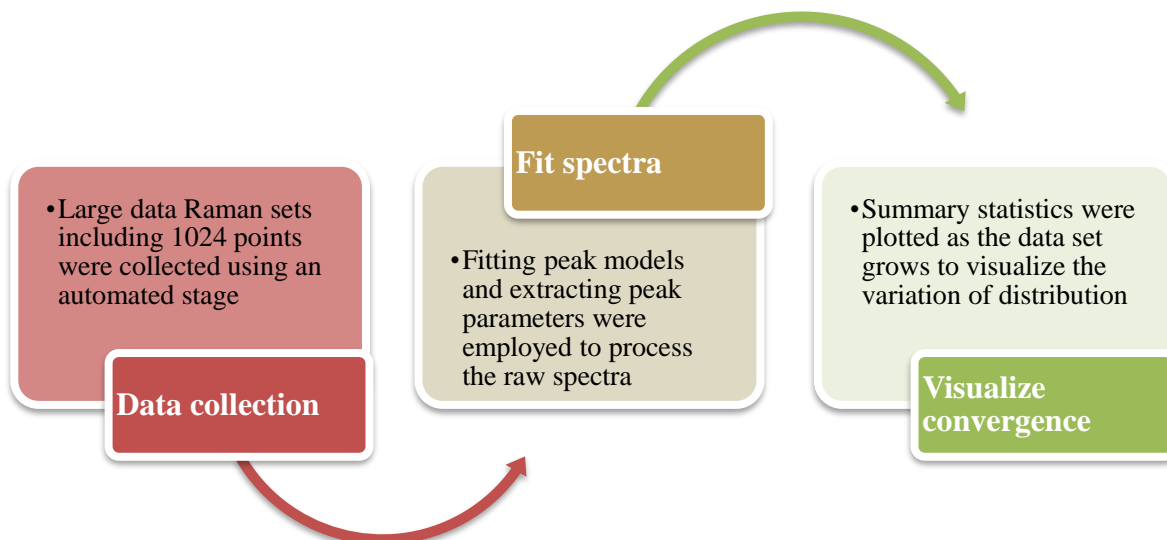 •Large data Raman sets
including 1024 points
were collected using an
automated stage
Data collection
Fit spectra
•Fitting peak models
and extracting peak
parameters were
employed to process
the raw spectra
•Summary statistics were
plotted as the data set
grows to visualize the
variation of distribution
Visualize
convergence